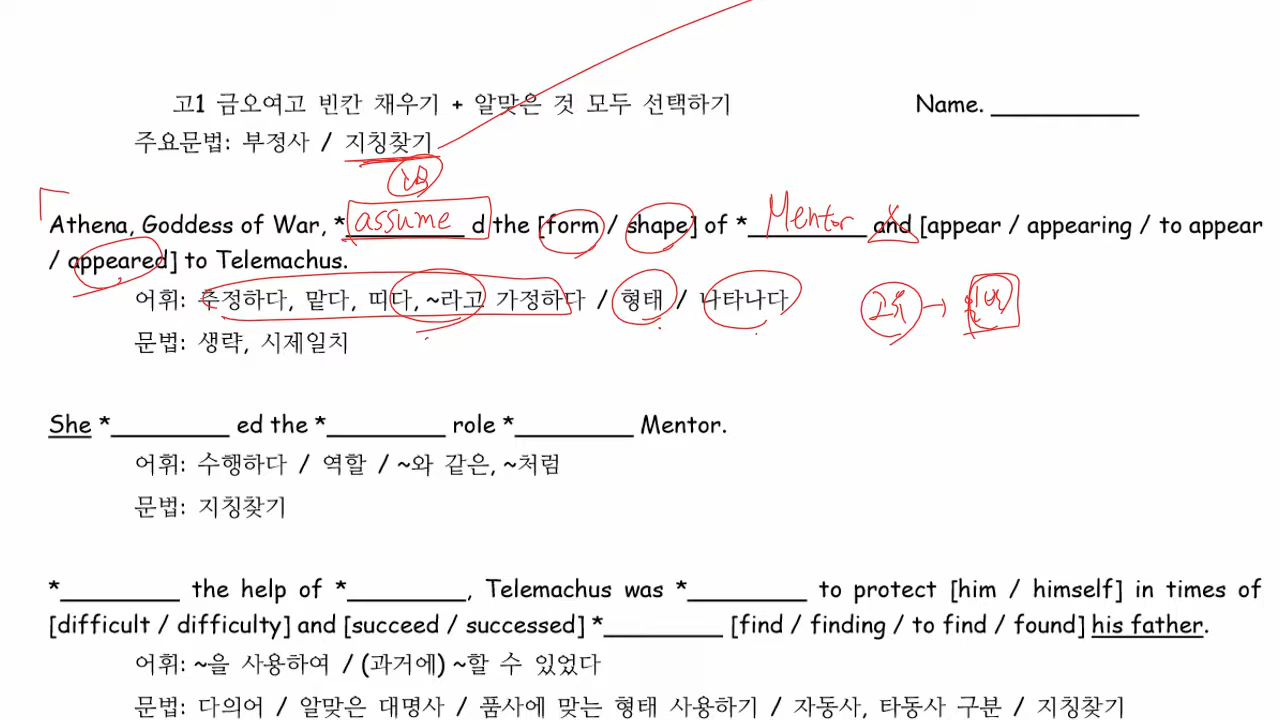 고1 금오여고 빈칸 채우기 + 알맞은 것 모두 선택하기 Name. __________
주요문법: 부정사 / 지칭찾기
Athena, Goddess of War, *assume d the [form / shape] of *Mentor and [appear / appearing / to appear
/ appeared] to Telemachus.
어휘: 추정하다, 맡다, 띠다, ~라고 가정하다 / 형태 / 나타나다
문법: 생략, 시제일치
She *________ ed the *________ role *________ Mentor.
어휘: 수행하다 / 역할 / ~와 같은, ~처럼
문법: 지칭찾기
*________ the help of *________, Telemachus was *________ to protect [him / himself] in times of
[difficult / difficulty] and [succeed / successed] *________ [find / finding / to find / found] his father.
어휘: ~을 사용하여 / (과거에) ~할 수 있었다
문법: 다의어 / 알맞은 대명사 / 품사에 맞는 형태 사용하기 / 자동사, 타동사 구분 / 지칭찾기